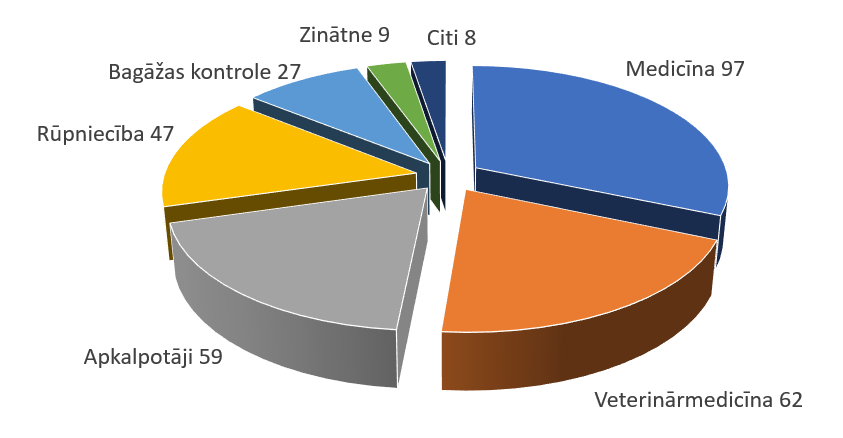 Zinātne 9
Citi 8
Bagāžas kontrole 27
Medicīna 97
Rūpniecība 47
Apkalpotāji 59
Veterinārmedicīna 62